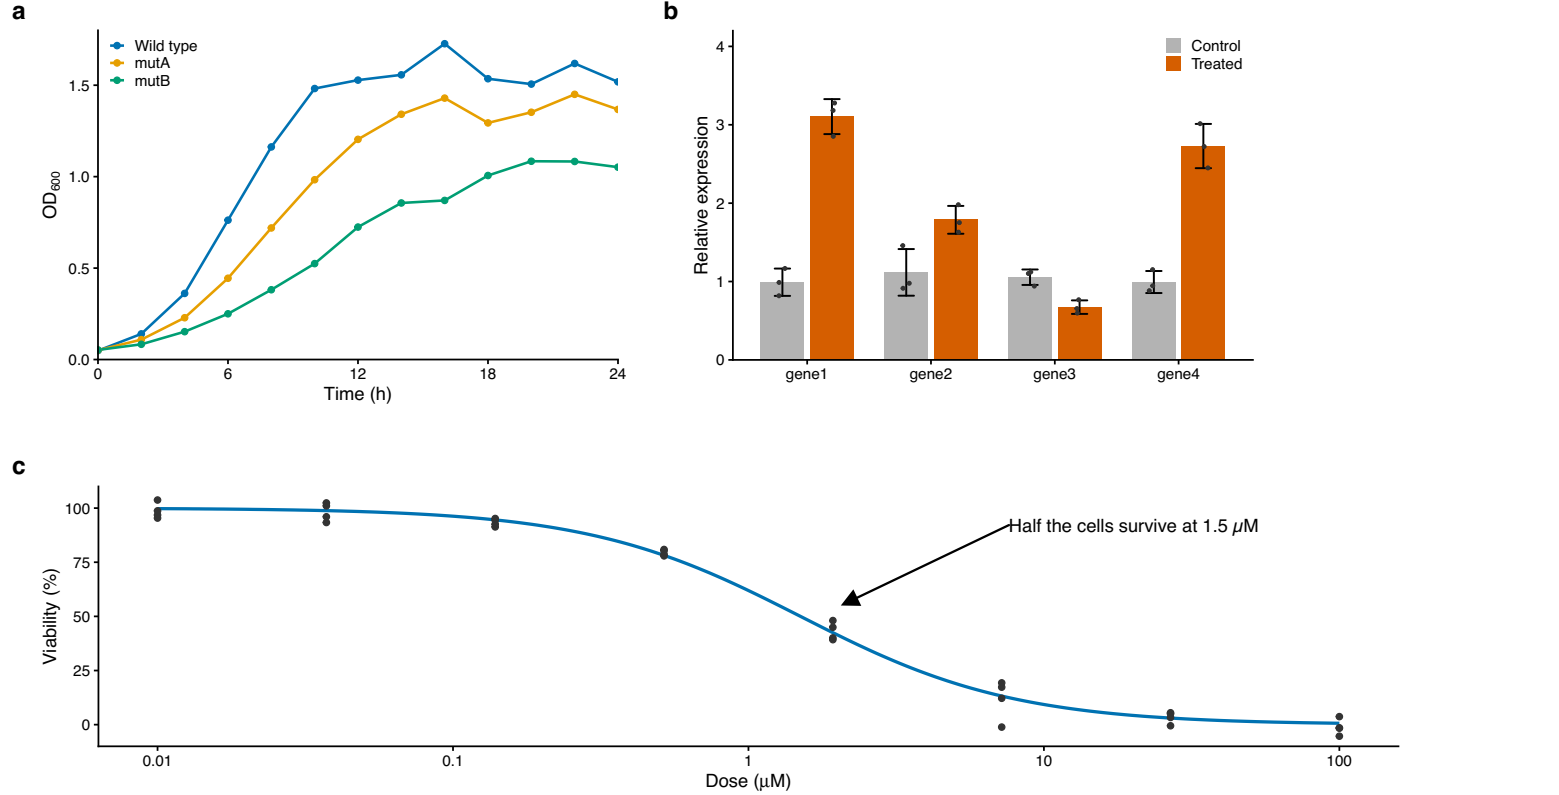 a
Wild type
mutA
mutB
1.5
1.0
0.5
0.0
OD600
0
6
12
18
24
Time (h)
b
Control
Treated
4
3
2
1
0
Relative expression
gene1
gene2
gene3
gene4
c
100
75
50
25
0
Viability (%)
Half the cells survive at 1.5 µM
0.01
0.1
1
10
100
Dose (µM)